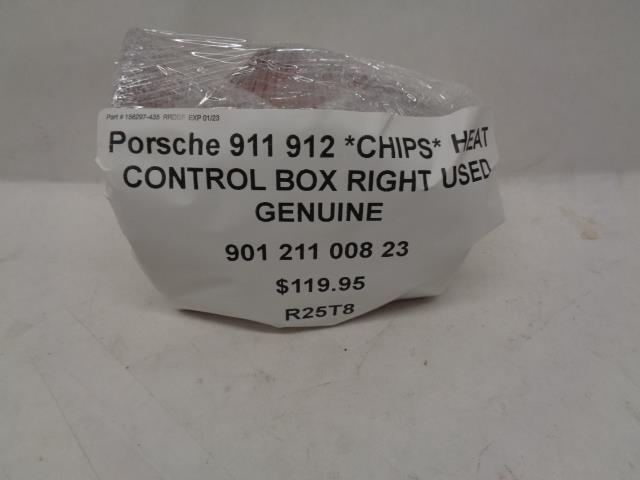 Part # 156297-435 RRDDF EXP 01/23
Porsche 911 912 *CHIPS* HEAT
CONTROL BOX RIGHT USED
GENUINE
901 211 008 23
$119.95
R25T8